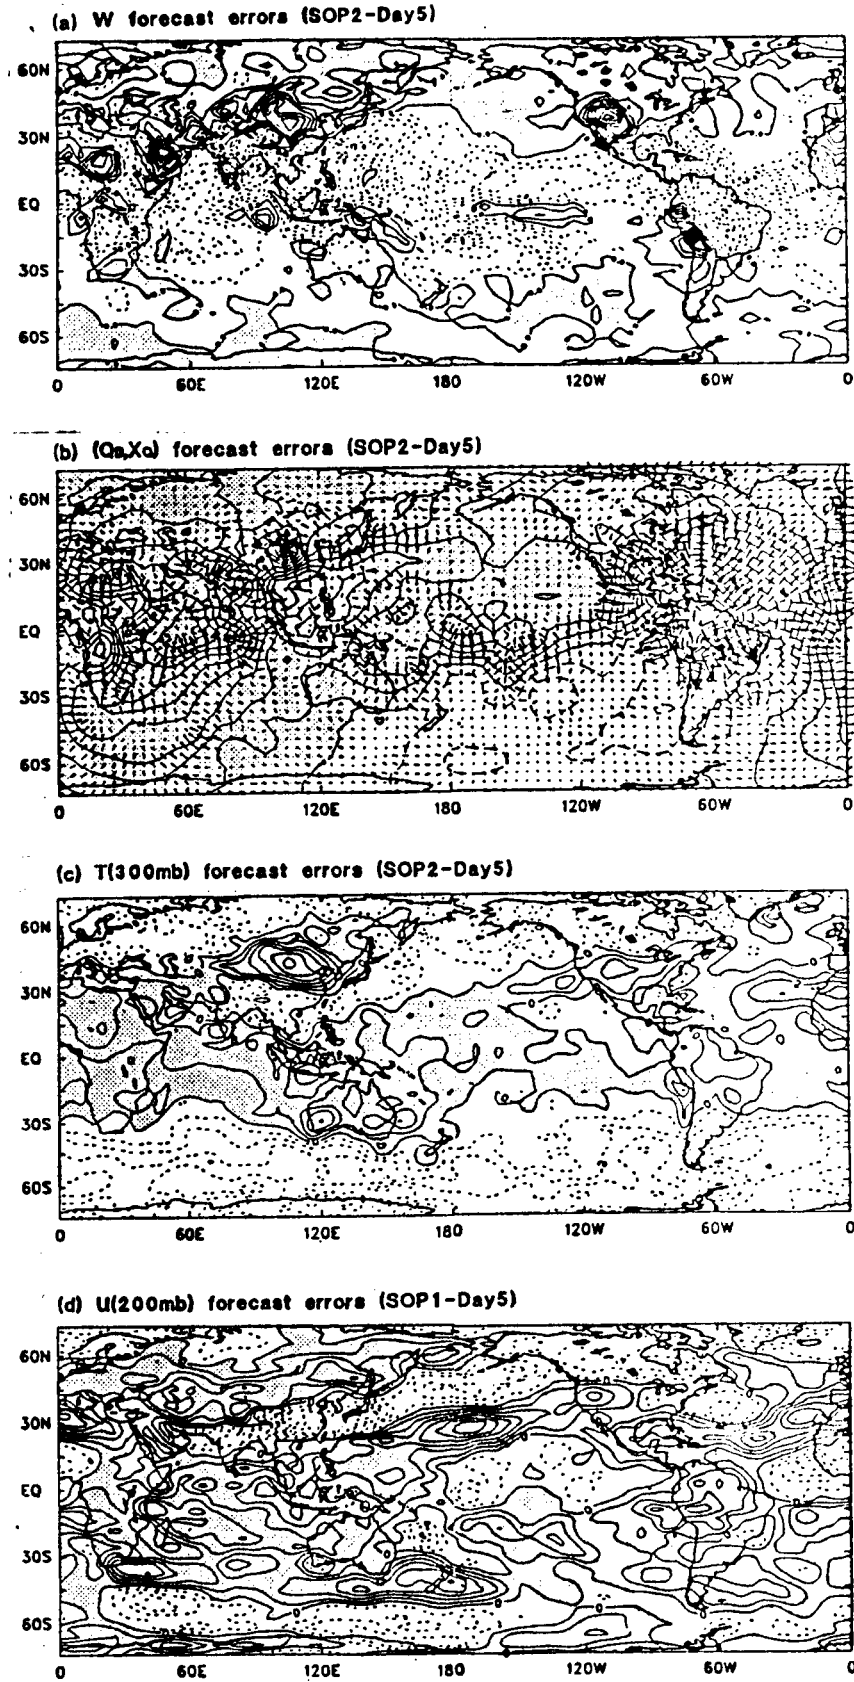 (a) W forecast errors (SOP2-Day5)
60N
30N
EQ
30S
60S
0 60E 120E 180 120W 60W 0
(b) (Qa,Xa) forecast errors (SOP2-Day5)
60N
30N
EQ
30S
60S
0 60E 120E 180 120W 60W 0
(c) T(300mb) forecast errors (SOP2-Day5)
60N
30N
EQ
30S
60S
0 60E 120E 180 120W 60W 0
(d) U(200mb) forecast errors (SOP1-Day5)
60N
30N
EQ
30S
60S
0 60E 120E 180 120W 60W 0